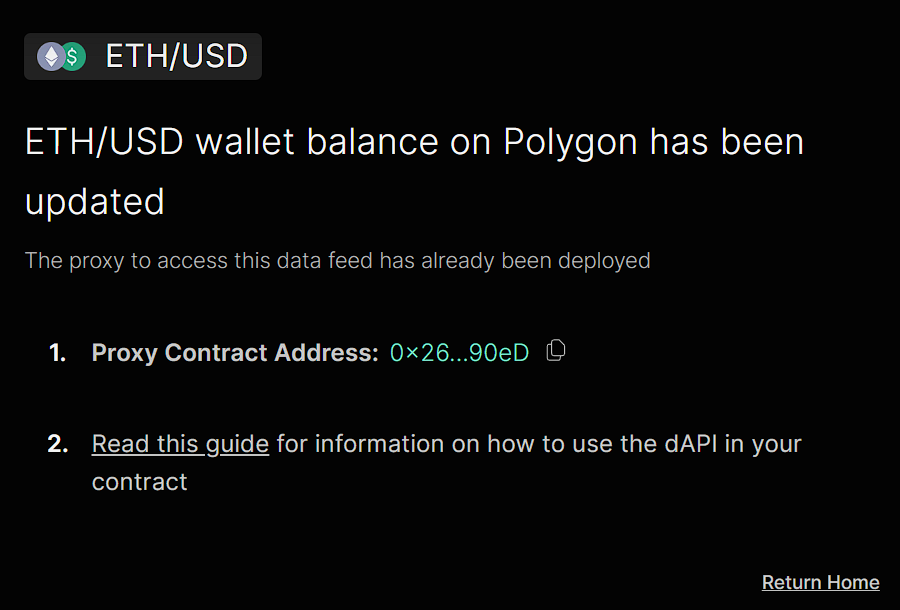 ETH/USD
ETH/USD wallet balance on Polygon has been
updated
The proxy to access this data feed has already been deployed
1. Proxy Contract Address: 0×26...90eD
2. Read this guide for information on how to use the dAPI in your
contract
Return Home